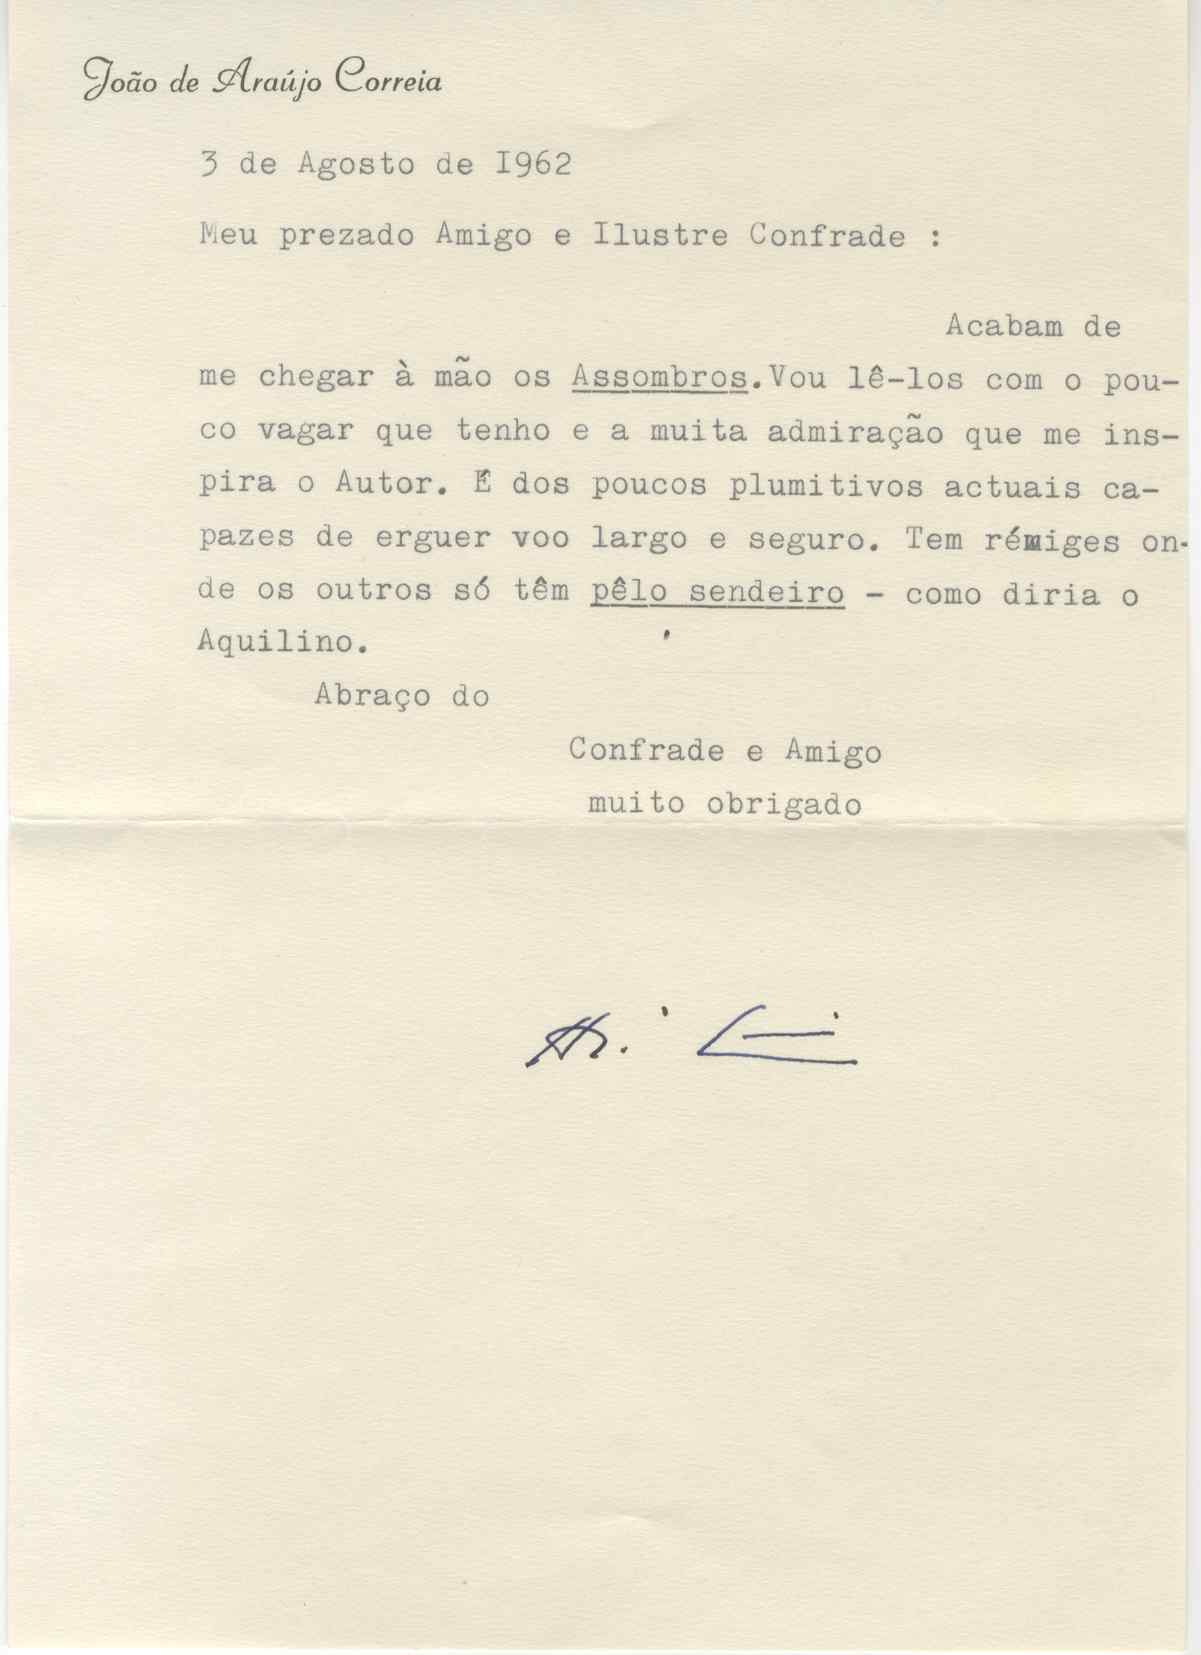 João de Araújo Correia
3 de Agosto de I962
Meu prezado Amigo e Ilustre Confrade :
Acabam de
me chegar à mão os Assombros.Vou lê-los com o pou-
co vagar que tenho e a muita admiração que me ins-
pira o Autor. É dos poucos plumitivos actuais ca-
pazes de erguer voo largo e seguro. Tem rémiges on-
de os outros só têm pêlo sendeiro - como diria o
Aquilino.
Abraço do
Confrade e Amigo
muito obrigado